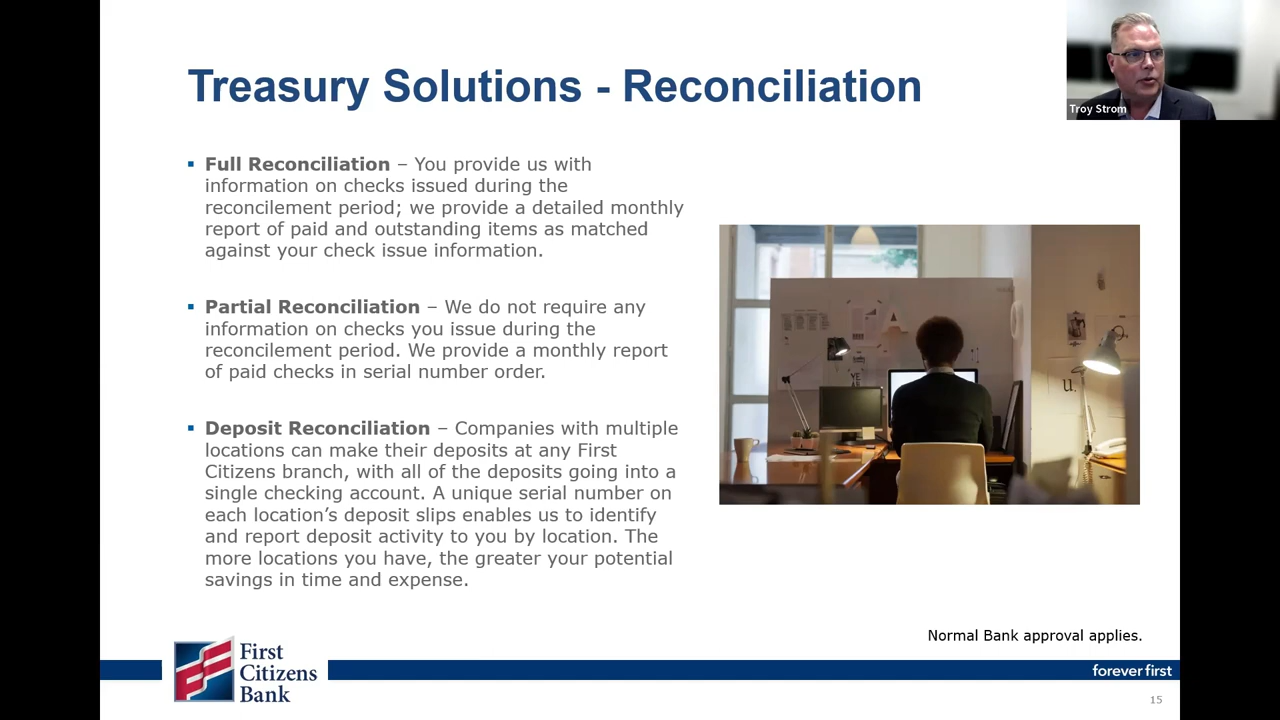 Treasury Solutions - Reconciliation
Troy Strom
▪ Full Reconciliation – You provide us with
information on checks issued during the
reconcilement period; we provide a detailed monthly
report of paid and outstanding items as matched
against your check issue information.
▪ Partial Reconciliation – We do not require any
information on checks you issue during the
reconcilement period. We provide a monthly report
of paid checks in serial number order.
▪ Deposit Reconciliation – Companies with multiple
locations can make their deposits at any First
Citizens branch, with all of the deposits going into a
single checking account. A unique serial number on
each location’s deposit slips enables us to identify
and report deposit activity to you by location. The
more locations you have, the greater your potential
savings in time and expense.
u.
Normal Bank approval applies.
First
Citizens
Bank
forever first
15